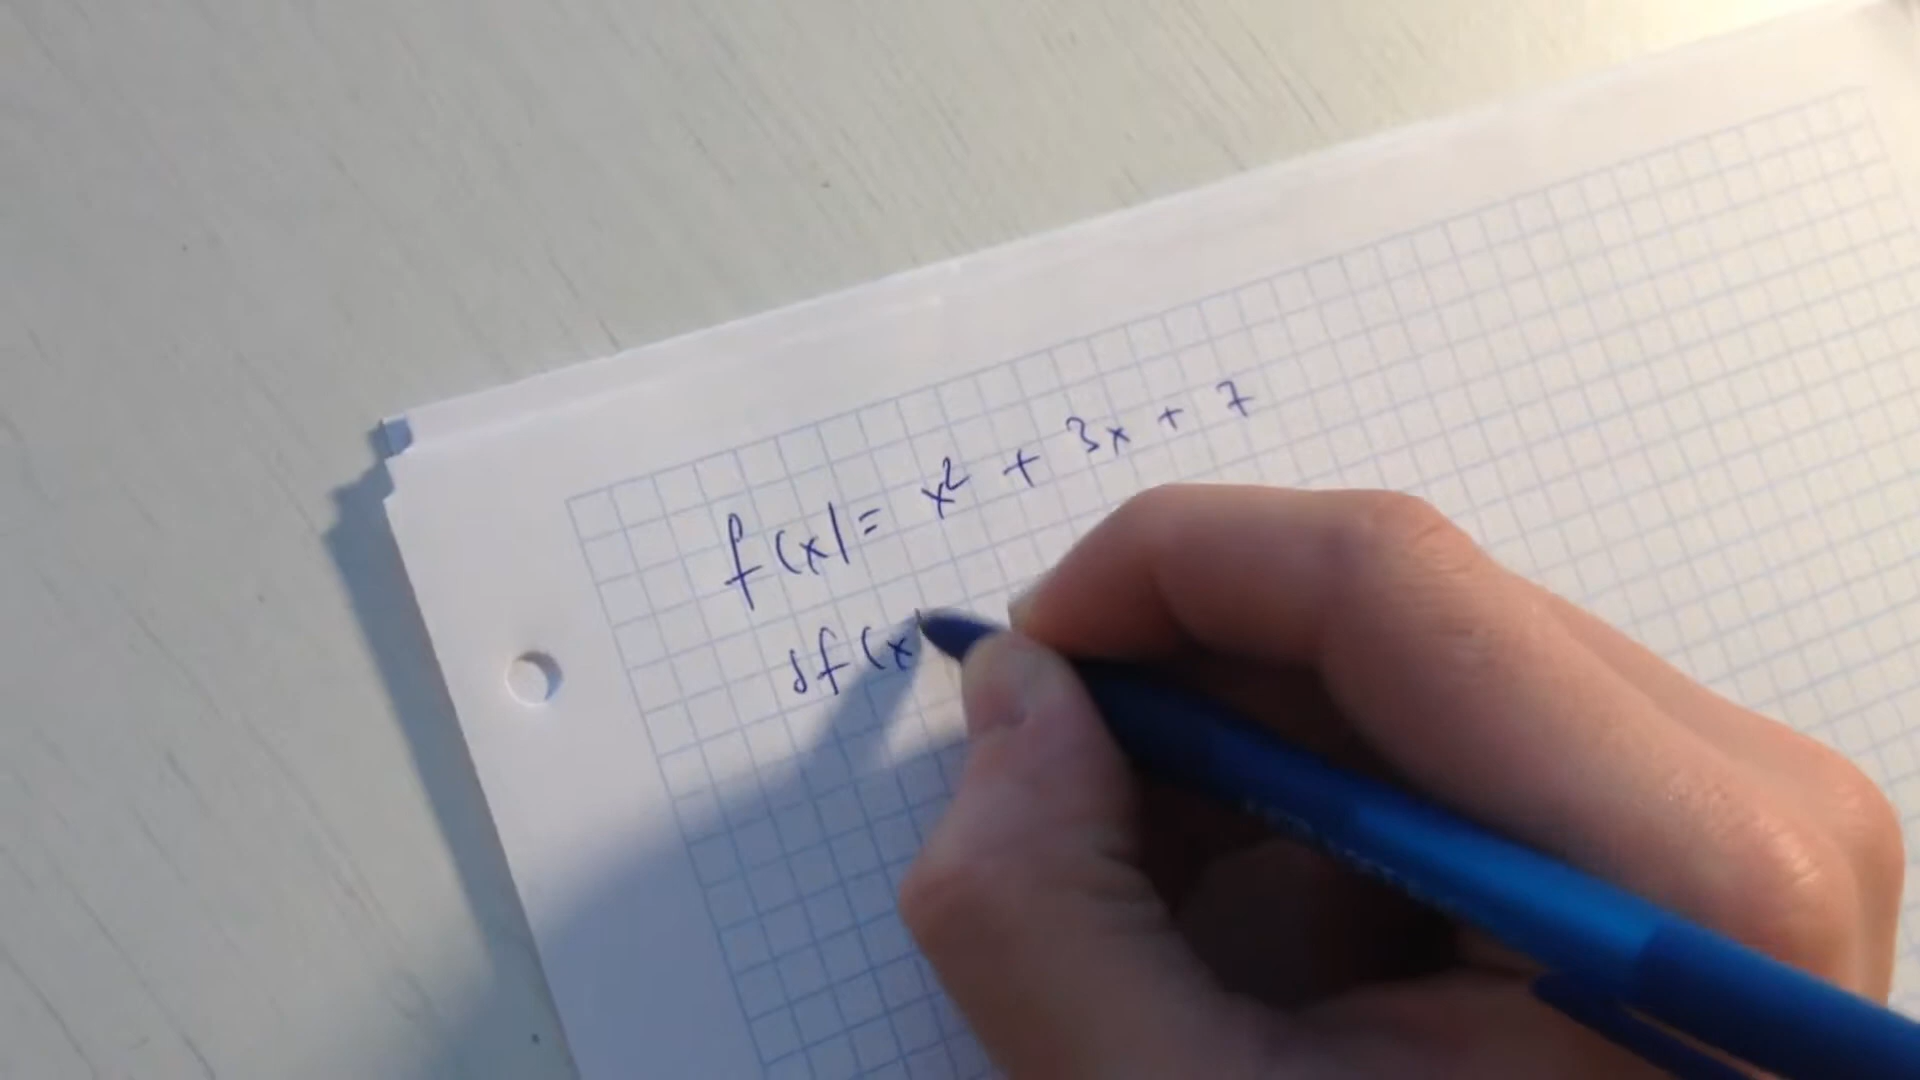 f(x)= x² + 3x + 7
df(x